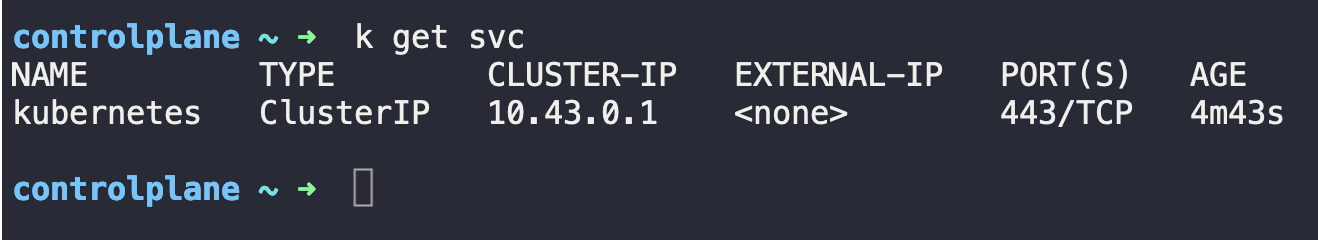 controlplane ~ ➜ k get svc
NAME TYPE CLUSTER-IP EXTERNAL-IP PORT(S) AGE
kubernetes ClusterIP 10.43.0.1 <none> 443/TCP 4m43s
controlplane ~ ➜